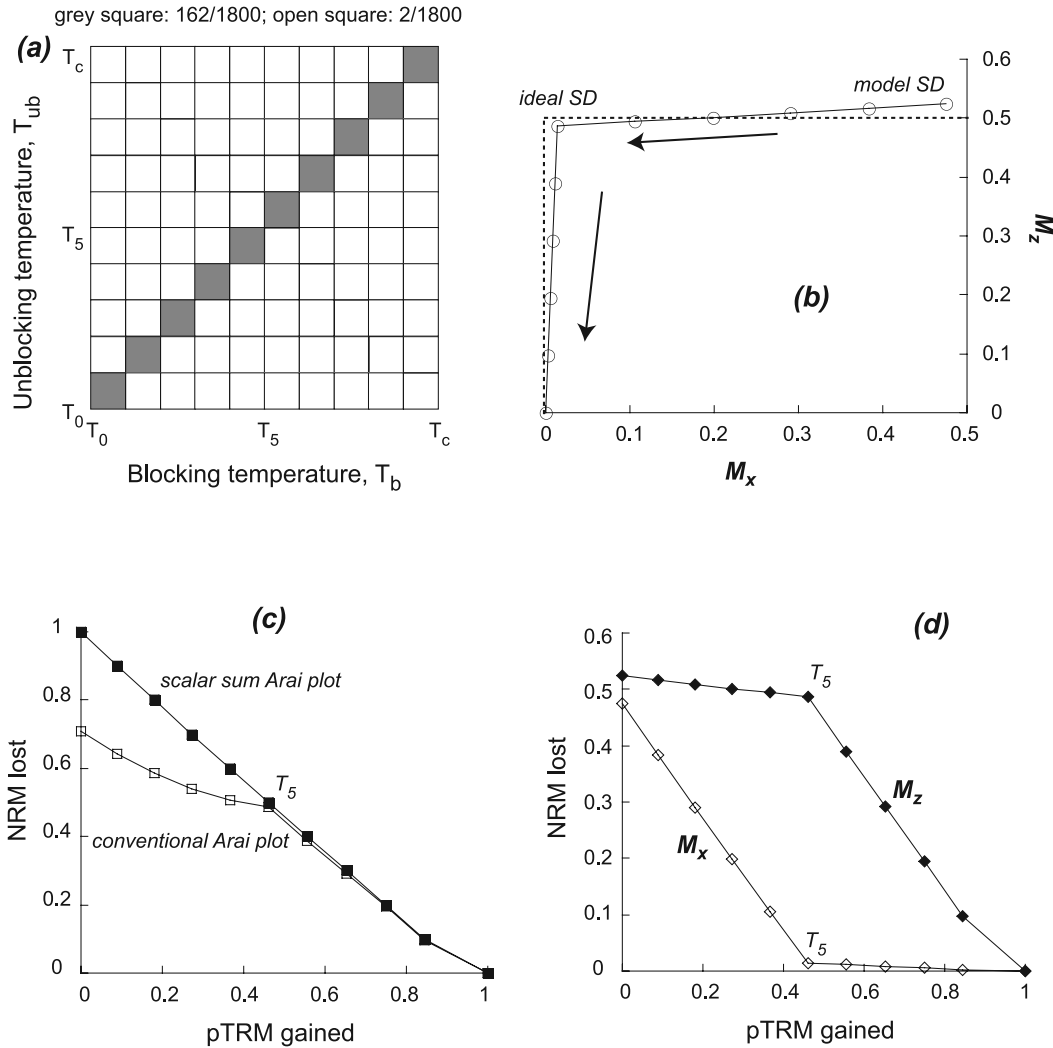 grey square: 162/1800; open square: 2/1800
(a)
T_c
T_5
T_0
Unblocking temperature, T_ub
T_0
T_5
T_c
Blocking temperature, T_b
ideal SD
model SD
0.6
0.5
0.4
0.3
0.2
0.1
0
M_z
(b)
0
0.1
0.2
0.3
0.4
0.5
M_x
(c)
1
0.8
0.6
0.4
0.2
0
NRM lost
scalar sum Arai plot
T_5
conventional Arai plot
0
0.2
0.4
0.6
0.8
1
pTRM gained
(d)
0.6
0.5
0.4
0.3
0.2
0.1
0
NRM lost
T_5
M_z
M_x
T_5
0
0.2
0.4
0.6
0.8
1
pTRM gained